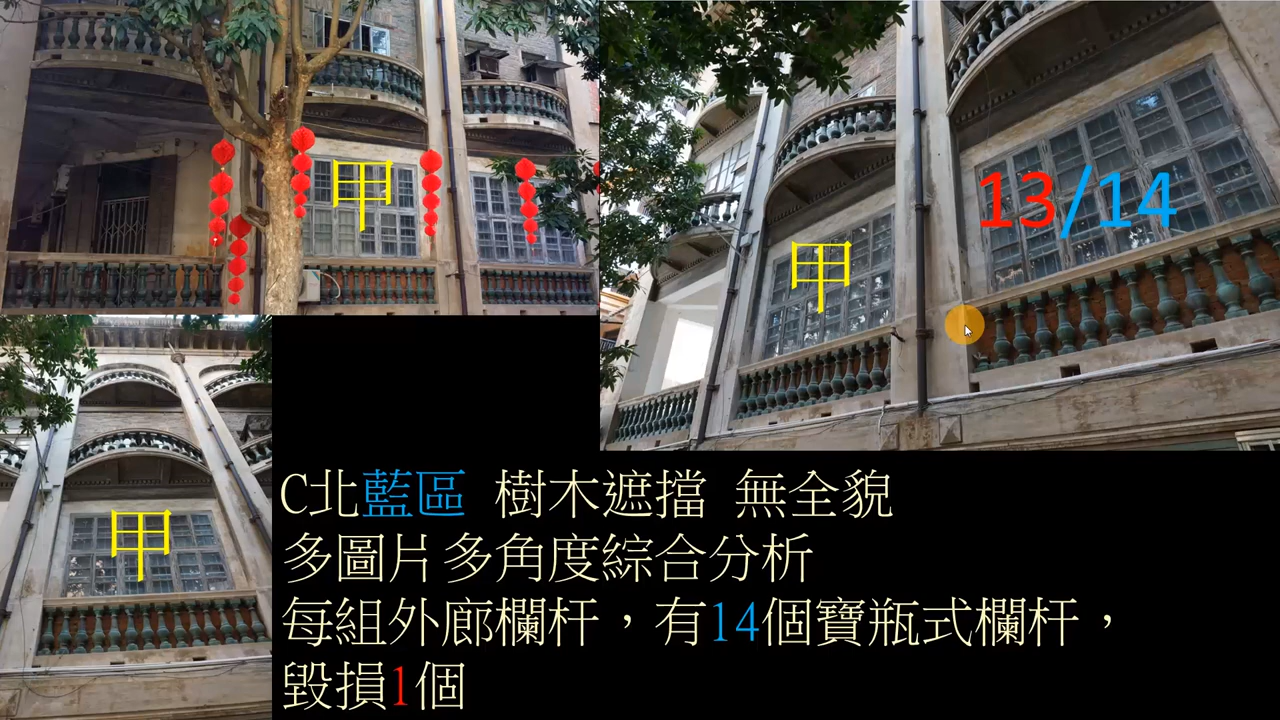 甲
甲
13/14
甲
C北藍區 樹木遮擋 無全貌
多圖片多角度綜合分析
每組外廊欄杆，有14個寶瓶式欄杆，
毀損1個